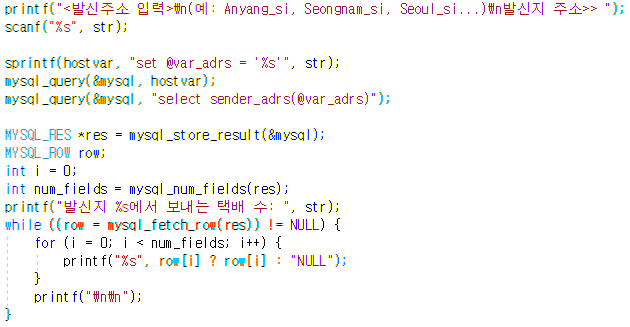 printf("<발신주소 입력>₩n(예: Anyang_si, Seongnam_si, Seoul_si...)₩n발신지 주소>> ");
scanf("%s", str);
sprintf(hostvar, "set @var_adrs = '%s'", str);
mysql_query(&mysql, hostvar);
mysql_query(&mysql, "select sender_adrs(@var_adrs)");
MYSQL_RES *res = mysql_store_result(&mysql);
MYSQL_ROW row;
int i = 0;
int num_fields = mysql_num_fields(res);
printf("발신지 %s에서 보내는 택배 수: ", str);
while ((row = mysql_fetch_row(res)) != NULL) {
for (i = 0; i < num_fields; i++) {
printf("%s", row[i] ? row[i] : "NULL");
}
printf("₩n₩n");
}